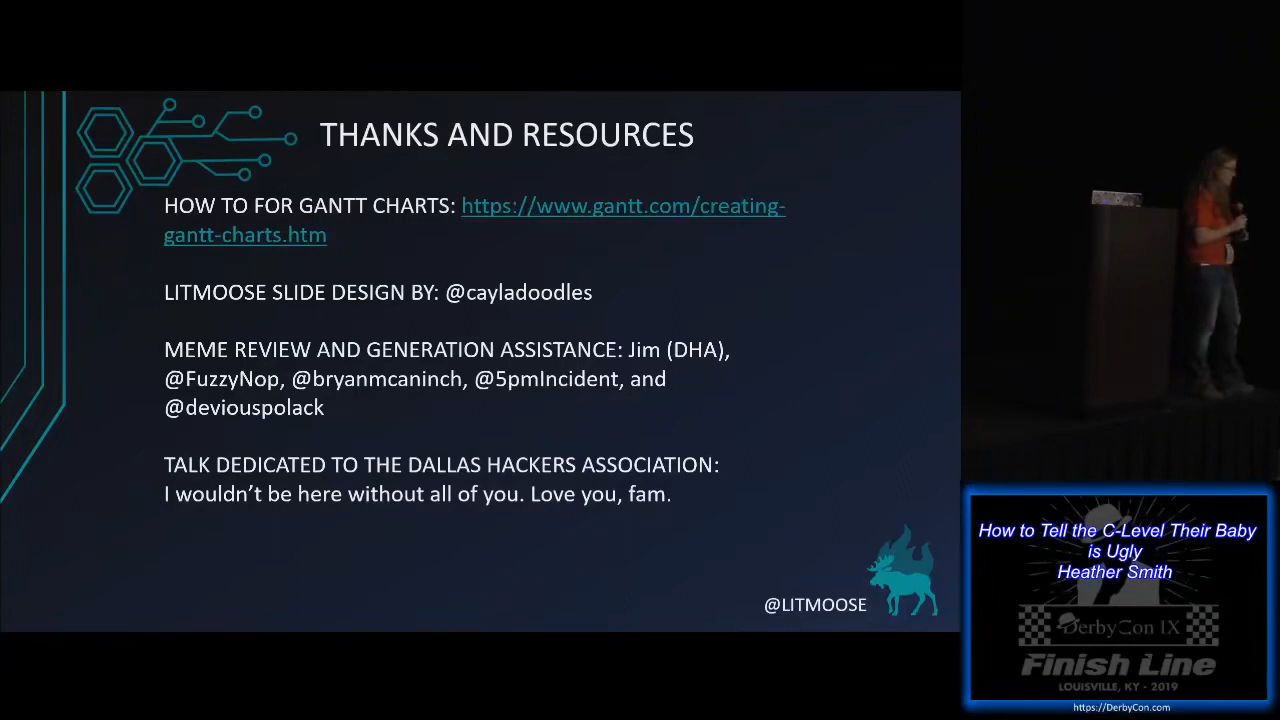 THANKS AND RESOURCES
HOW TO FOR GANTT CHARTS: https://www.gantt.com/creating-
gantt-charts.htm
LITMOOSE SLIDE DESIGN BY: @cayladoodles
MEME REVIEW AND GENERATION ASSISTANCE: Jim (DHA),
@FuzzyNop, @bryanmcaninch, @5pmIncident, and
@deviouspolack
TALK DEDICATED TO THE DALLAS HACKERS ASSOCIATION:
I wouldn't be here without all of you. Love you, fam.
@LITMOOSE
How to Tell the C-Level Their Baby
is Ugly
Heather Smith
DerbyCon IX
Finish Line
LOUISVILLE, KY - 2019
https://DerbyCon.com